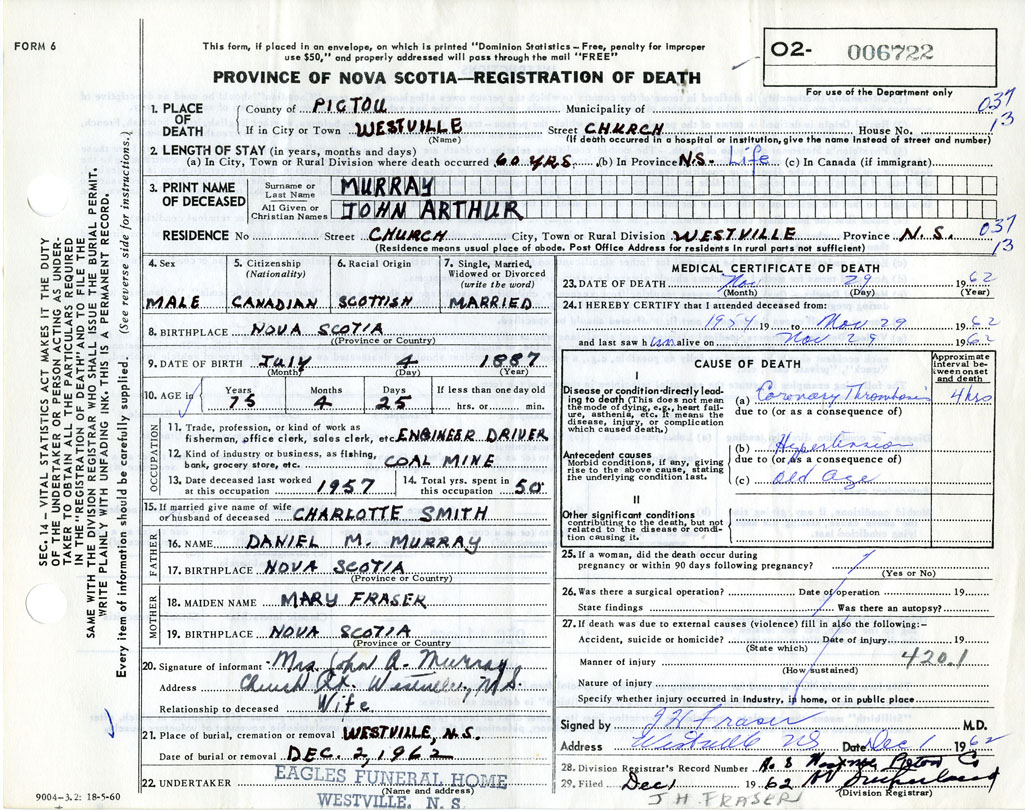 FORM 6
This form, if placed in an envelope, on which is printed "Dominion Statistics – Free, penalty for improper
use $50," and properly addressed will pass through the mail "FREE"
O2- 006722
PROVINCE OF NOVA SCOTIA—REGISTRATION OF DEATH
For use of the Department only
1. PLACE OF DEATH
County of PICTOU Municipality of 037
If in City or Town WESTVILLE Street CHURCH House No. 13
(Name) (If death occurred in a hospital or institution, give the name instead of street and number)
2. LENGTH OF STAY (in years, months and days)
(a) In City, Town or Rural Division where death occurred 60 YRS. (b) In Province N.S. Life (c) In Canada (if immigrant)
3. PRINT NAME OF DECEASED
Surname or Last Name MURRAY
All Given or Christian Names JOHN ARTHUR
RESIDENCE No Street CHURCH City, Town or Rural Division WESTVILLE Province N.S. 037
(Residence means usual place of abode. Post Office Address for residents in rural parts not sufficient) 13
4. Sex MALE
5. Citizenship (Nationality) CANADIAN
6. Racial Origin SCOTTISH
7. Single, Married, Widowed or Divorced (write the word) MARRIED
8. BIRTHPLACE NOVA SCOTIA
((Province or Country)
9. DATE OF BIRTH July 4 1887
(Month) (Day) (Year)
10. AGE in Years 75 Months 4 Days 25 If less than one day old hrs. or min.
OCCUPATION
11. Trade, profession, or kind of work as
fisherman, office clerk, sales clerk, etc. ENGINEER DRIVER
12. Kind of industry or business, as fishing,
bank, grocery store, etc. COAL MINE
13. Date deceased last worked at this occupation 1957
14. Total yrs. spent in this occupation 50
15. If married give name of wife or husband of deceased CHARLOTTE SMITH
FATHER
16. NAME DANIEL M. MURRAY
17. BIRTHPLACE NOVA SCOTIA
(Province or Country)
MOTHER
18. MAIDEN NAME MARY FRASER
19. BIRTHPLACE NOVA SCOTIA
(Province or Country)
20. Signature of informant Mrs. John A. Murray
Address Church St. Westville, N.S.
Relationship to deceased Wife
21. Place of burial, cremation or removal WESTVILLE, N.S.
Date of burial or removal DEC. 2, 1962
22. UNDERTAKER EAGLES FUNERAL HOME
(Name and address)
WESTVILLE, N. S.
9004—3.2: 18-5-60
MEDICAL CERTIFICATE OF DEATH
23. DATE OF DEATH Nov 29 1962
(Month) (Day) (Year)
24. I HEREBY CERTIFY that I attended deceased from:
1954 19 to Nov 29 1962
and last saw him alive on Nov 29 1962
CAUSE OF DEATH
Approximate interval between onset and death
I
Disease or condition directly leading to death (This does not mean
the mode of dying, e.g., heart failure, asthenia, etc. It means the
disease, injury, or complication which caused death.)
(a) Coronary Thrombosis 4 hrs
due to (or as a consequence of)
Antecedent causes
Morbid conditions, if any, giving rise to the above cause, stating
the underlying condition last.
(b) Hypertension
due to (or as a consequence of)
(c) Old Age
II
Other significant conditions
contributing to the death, but not related to the disease or condition causing it.
25. If a woman, did the death occur during
pregnancy or within 90 days following pregnancy?
(Yes or No)
26. Was there a surgical operation? Date of operation 19
State findings Was there an autopsy?
27. If death was due to external causes (violence) fill in also the following:-
Accident, suicide or homicide? Date of injury 19
(State which)
Manner of injury 420.1
(How sustained)
Nature of injury
Specify whether injury occurred in industry, in home, or in public place
Signed by J H Fraser M.D.
Address Westville NS Date Dec 1 1962
28. Division Registrar's Record Number
29. Filed Dec 1 1962
(Division Registrar)
J H. FRASER
SEC. 14 – VITAL STATISTICS ACT MAKES IT THE DUTY
OF THE UNDERTAKER OR PERSON ACTING AS UNDERTAKER TO OBTAIN ALL THE PARTICULARS REQUIRED
IN THE "REGISTRATION OF DEATH" AND TO FILE THE
SAME WITH THE DIVISION REGISTRAR WHO SHALL ISSUE THE BURIAL PERMIT.
WRITE PLAINLY WITH UNFADING INK. THIS IS A PERMANENT RECORD.
Every item of information should be carefully supplied. (See reverse side for instructions.)